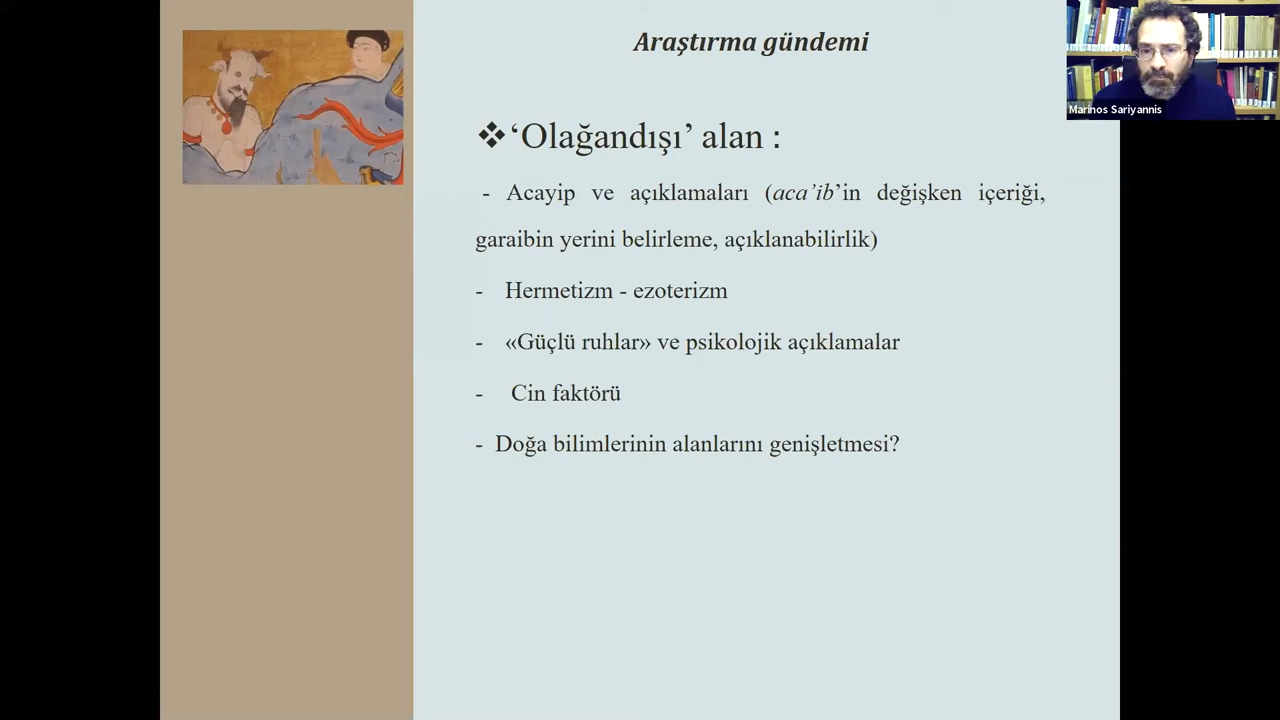 Araştırma gündemi
❖‘Olağandışı’ alan :
- Acayip ve açıklamaları (aca’ib’in değişken içeriği,
garaibin yerini belirleme, açıklanabilirlik)
- Hermetizm - ezoterizm
- «Güçlü ruhlar» ve psikolojik açıklamalar
- Cin faktörü
- Doğa bilimlerinin alanlarını genişletmesi?
Marinos Sariyannis